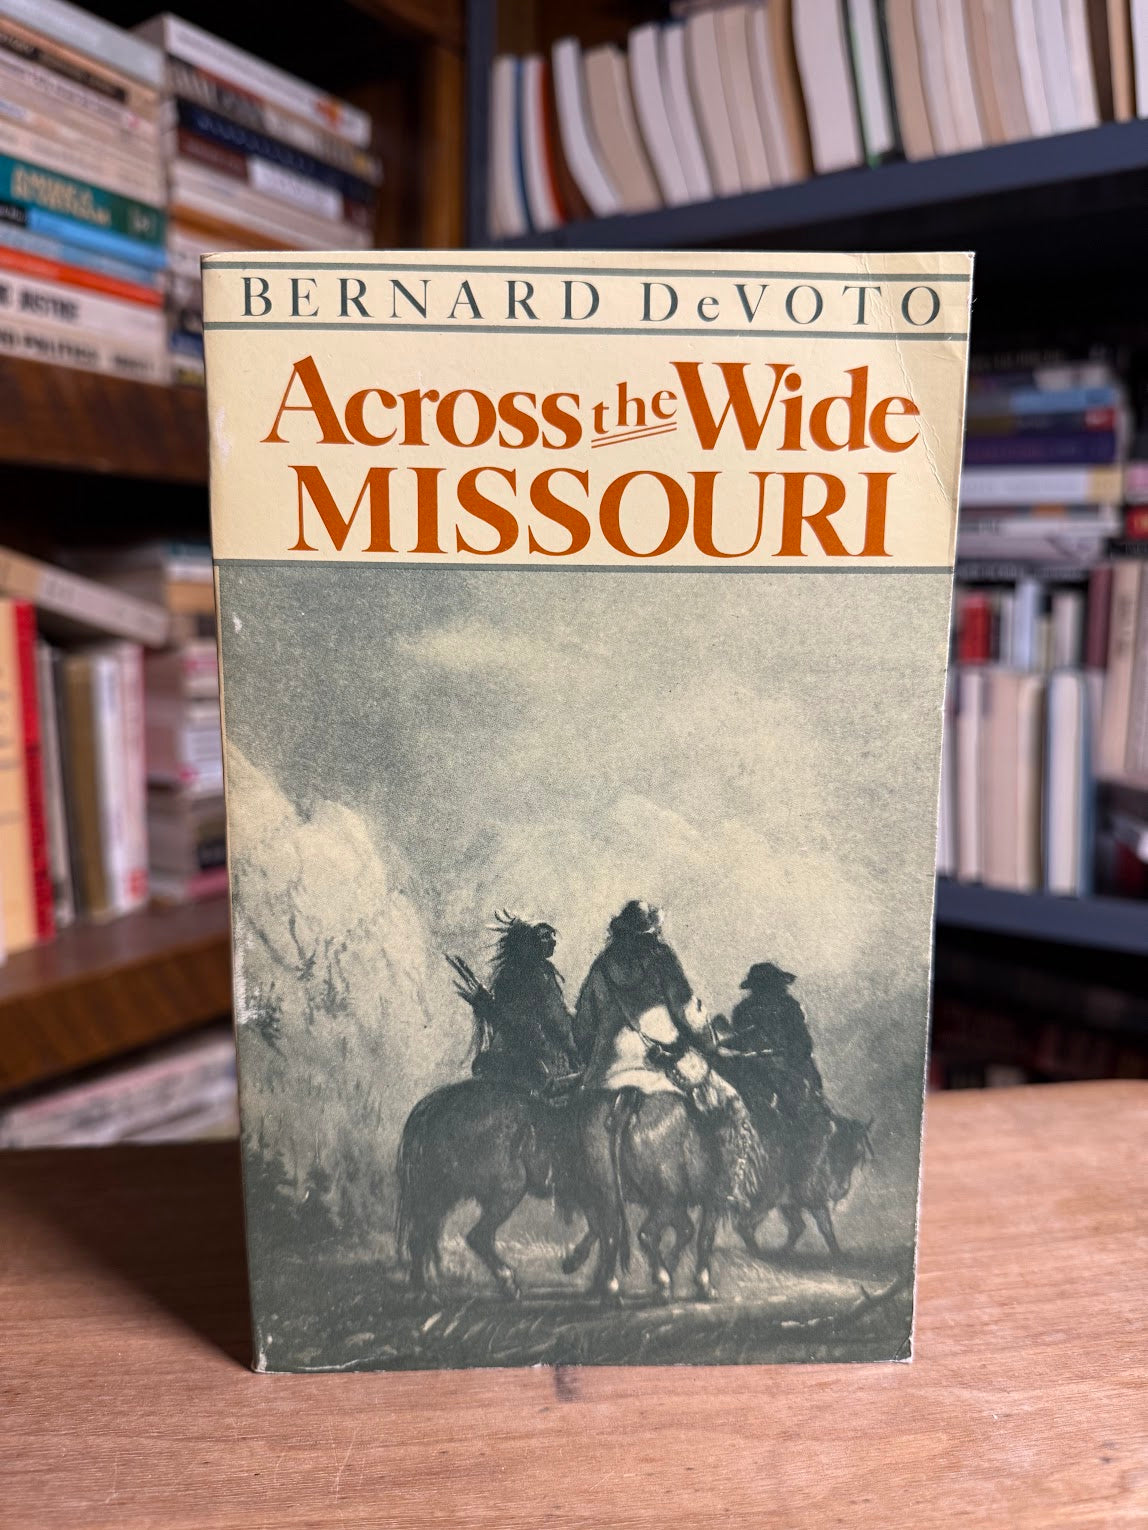 BERNARD DeVOTO
Across the Wide
MISSOURI